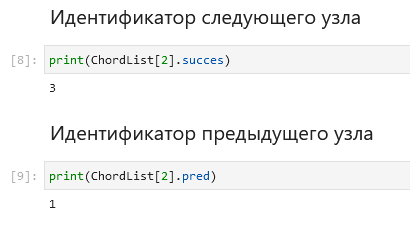 Идентификатор следующего узла
[8]: print(ChordList[2].succes)
3
Идентификатор предыдущего узла
[9]: print(ChordList[2].pred)
1